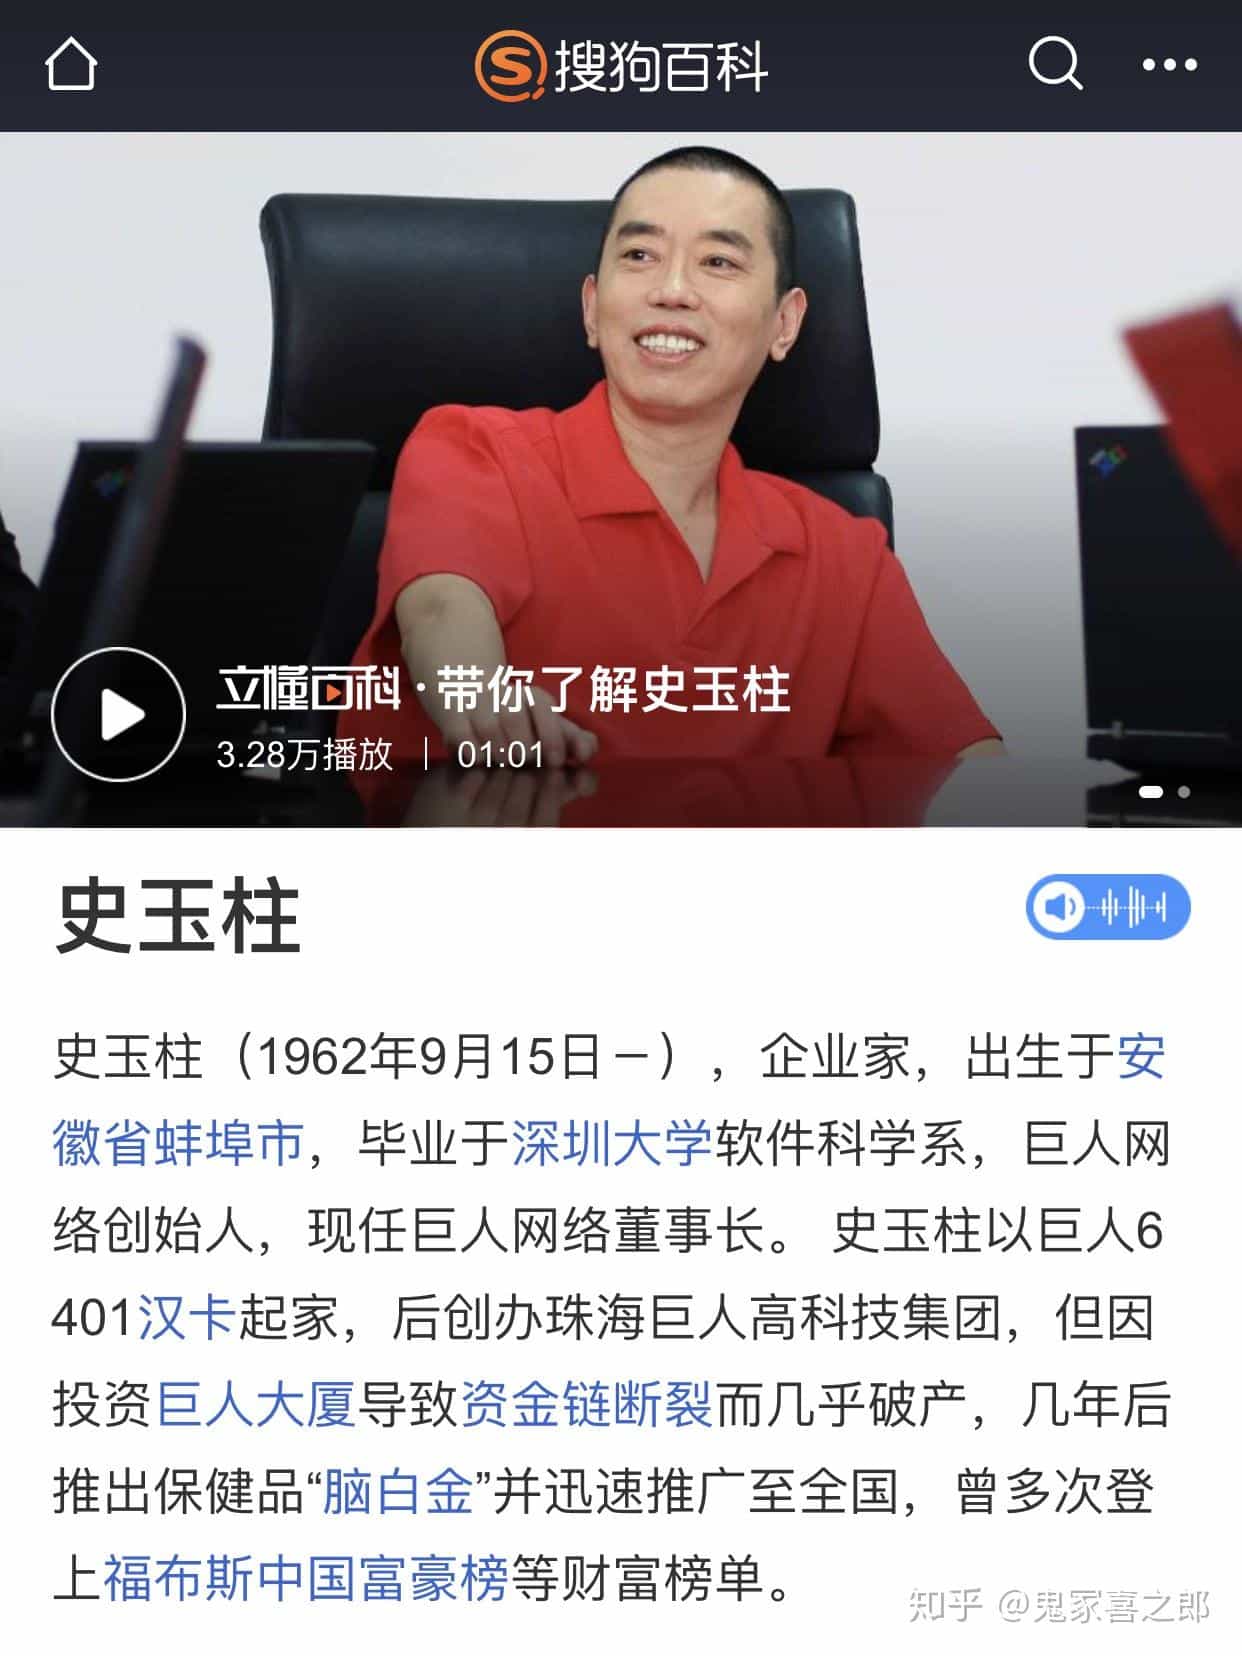 搜狗百科
立懂百科·带你了解史玉柱
3.28万播放 | 01:01
史玉柱
史玉柱（1962年9月15日－），企业家，出生于安
徽省蚌埠市，毕业于深圳大学软件科学系，巨人网
络创始人，现任巨人网络董事长。 史玉柱以巨人6
401汉卡起家，后创办珠海巨人高科技集团，但因
投资巨人大厦导致资金链断裂而几乎破产，几年后
推出保健品“脑白金”并迅速推广至全国，曾多次登
上福布斯中国富豪榜等财富榜单。
知乎 @鬼冢喜之郎